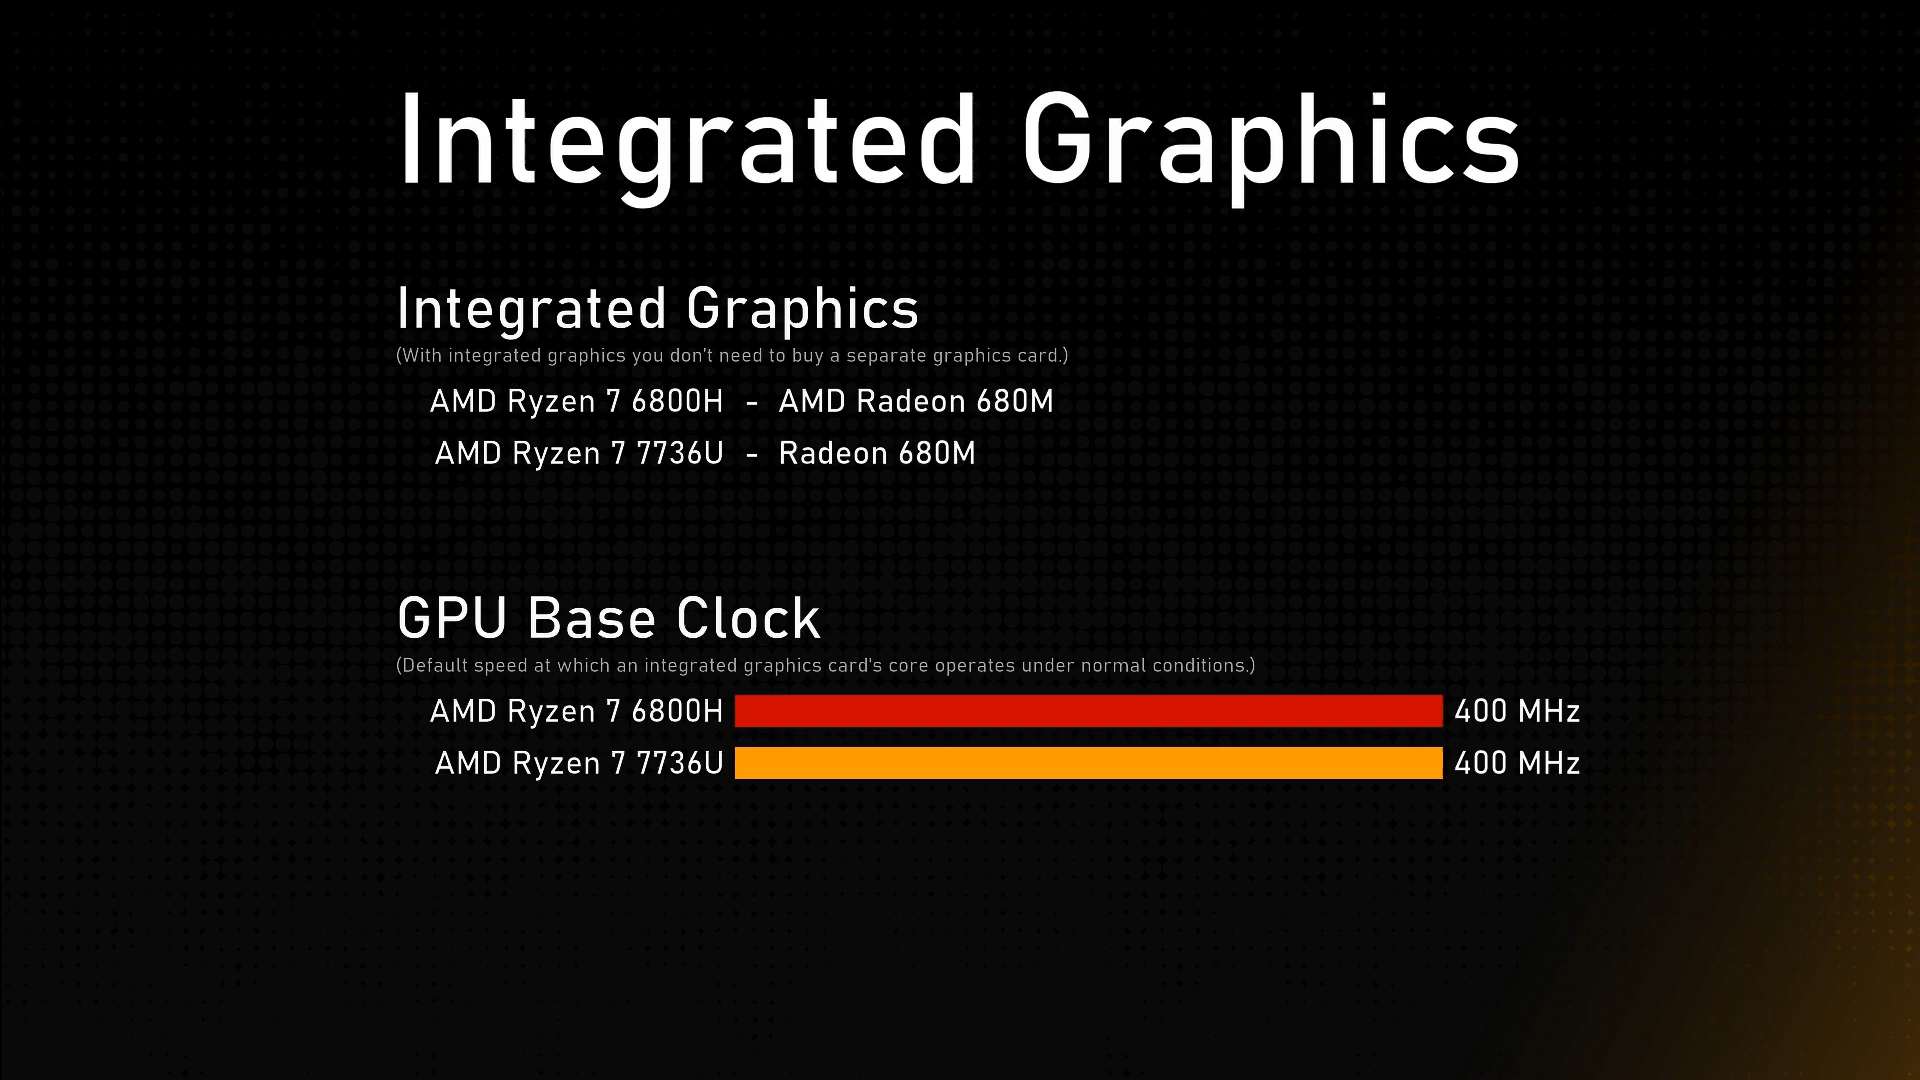 Integrated Graphics
Integrated Graphics
(With integrated graphics you don't need to buy a separate graphics card.)
AMD Ryzen 7 6800H - AMD Radeon 680M
AMD Ryzen 7 7736U - Radeon 680M
GPU Base Clock
(Default speed at which an integrated graphics card's core operates under normal conditions.)
AMD Ryzen 7 6800H 400 MHz
AMD Ryzen 7 7736U 400 MHz